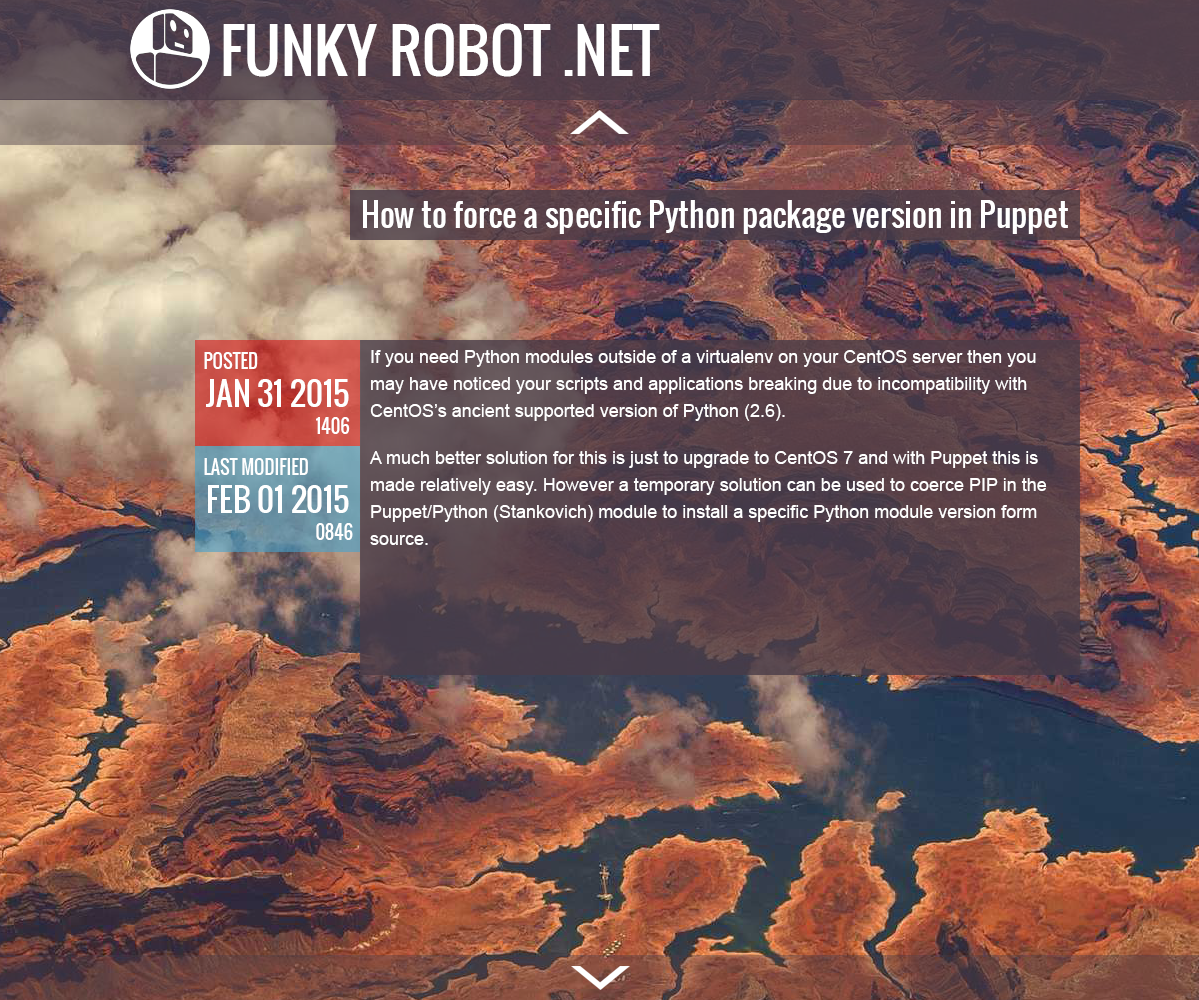 FUNKY ROBOT .NET
How to force a specific Python package version in Puppet
POSTED
JAN 31 2015
1406
LAST MODIFIED
FEB 01 2015
0846
If you need Python modules outside of a virtualenv on your CentOS server then you
may have noticed your scripts and applications breaking due to incompatibility with
CentOS's ancient supported version of Python (2.6).
A much better solution for this is just to upgrade to CentOS 7 and with Puppet this is
made relatively easy. However a temporary solution can be used to coerce PIP in the
Puppet/Python (Stankovich) module to install a specific Python module version form
source.